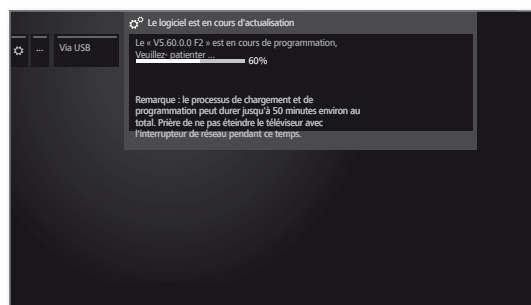 Le logiciel est en cours d'actualisation
... Via USB
Le « V5.60.0.0 F2 » est en cours de programmation,
Veuillez- patienter ...
60%
Remarque : le processus de chargement et de
programmation peut durer jusqu'à 50 minutes environ au
total. Prière de ne pas éteindre le téléviseur avec
l'interrupteur de réseau pendant ce temps.